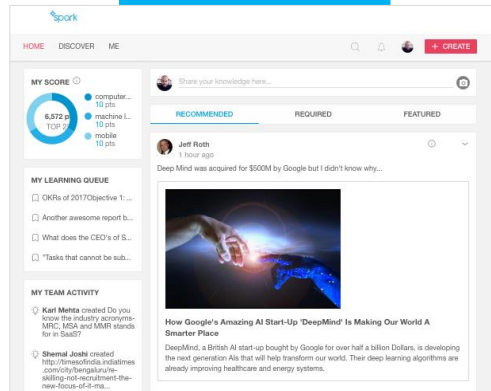 spark
HOME DISCOVER ME
+ CREATE
MY SCORE
6,572 p
TOP 2
computer...
10 pts
machine l...
10 pts
mobile
10 pts
MY LEARNING QUEUE
OKRs of 2017Objective 1: ...
Another awesome report b...
What does the CEO's of S...
"Tasks that cannot be sub...
MY TEAM ACTIVITY
Karl Mehta created Do you
know the industry acronyms-
MRC, MSA and MMR stands
for in SaaS?
Shemal Joshi created
http://timesofindia.indiatimes
.com/city/bengaluru/re-
skilling-not-recruitment-the-
new-focus-of-it-ma...
Share your knowledge here...
RECOMMENDED REQUIRED FEATURED
Jeff Roth
1 hour ago
Deep Mind was acquired for $500M by Google but I didn't know why...
How Google's Amazing AI Start-Up 'DeepMind' Is Making Our World A
Smarter Place
DeepMind, a British AI start-up bought by Google for over half a billion Dollars, is developing
the next generation AIs that will help transform our world. Their deep learning algorithms are
already improving healthcare and energy systems.